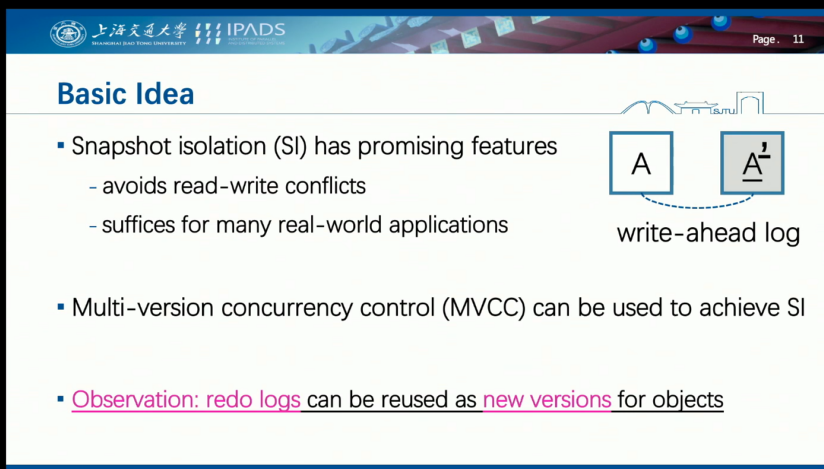 上海交通大学
SHANGHAI JIAO TONG UNIVERSITY
IPADS
Page. 11
Basic Idea
SJTU
▪ Snapshot isolation (SI) has promising features
- avoids read-write conflicts
- suffices for many real-world applications
A
A'
write-ahead log
▪ Multi-version concurrency control (MVCC) can be used to achieve SI
▪ Observation: redo logs can be reused as new versions for objects